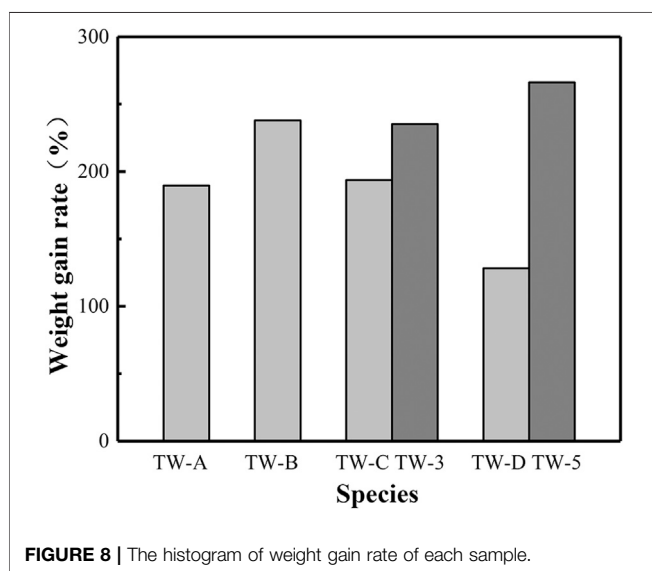 300
200
100
0
Weight gain rate（%）
TW-A TW-B TW-C TW-3 TW-D TW-5
Species
FIGURE 8 | The histogram of weight gain rate of each sample.